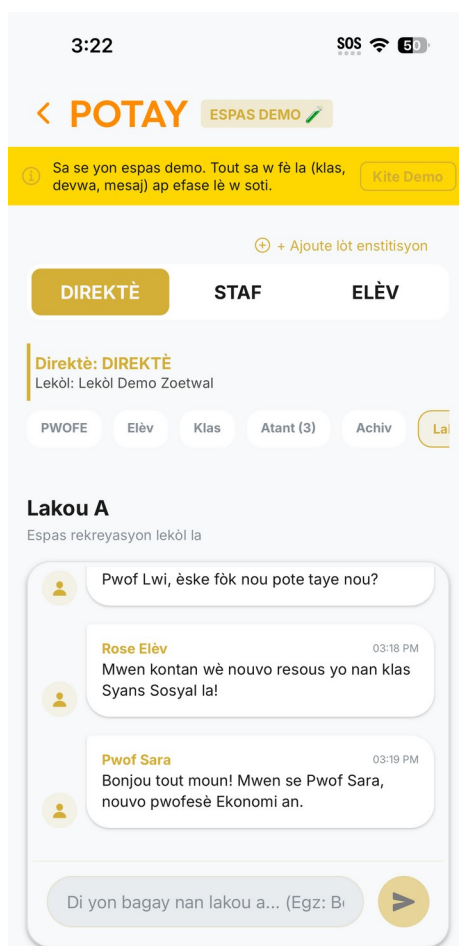 3:22
SOS
50
POTAY
ESPAS DEMO
Sa se yon espas demo. Tout sa w fè la (klas,
devwa, mesaj) ap efase lè w soti.
Kite Demo
+ Ajoute lòt enstitisyon
DIREKTÈ
STAF
ELÈV
Direktè: DIREKTÈ
Lekòl: Lekòl Demo Zoetwal
PWOFE
Elèv
Klas
Atant (3)
Achiv
Lakou A
Espas rekreyasyon lekòl la
Pwof Lwi, èske fòk nou pote taye nou?
Rose Elèv
03:18 PM
Mwen kontan wè nouvo resous yo nan klas
Syans Sosyal la!
Pwof Sara
03:19 PM
Bonjou tout moun! Mwen se Pwof Sara,
nouvo pwofesè Ekonomi an.
Di yon bagay nan lakou a... (Egz: